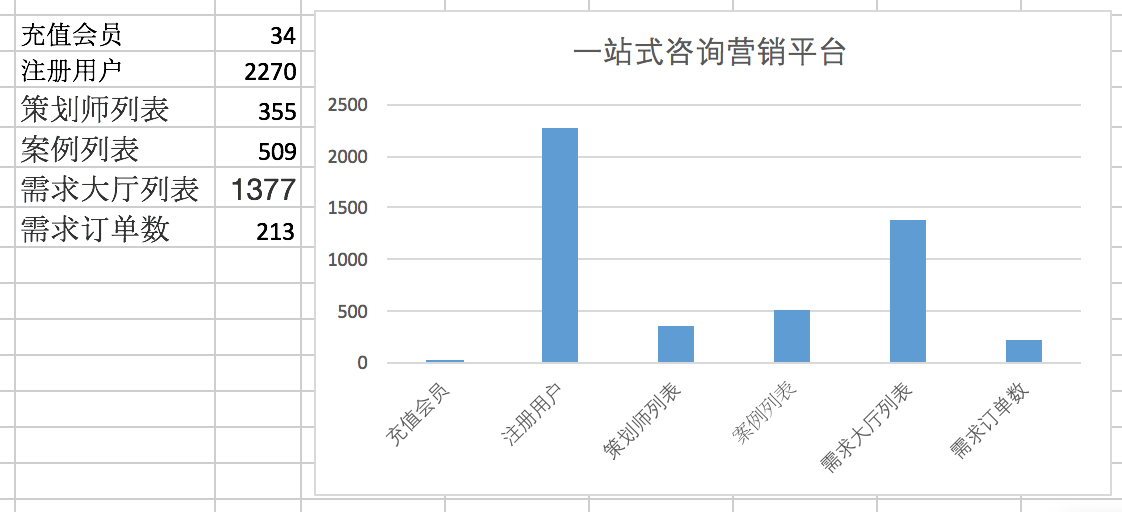 充值会员 34
注册用户 2270
策划师列表 355
案例列表 509
需求大厅列表 1377
需求订单数 213
一站式咨询营销平台
2500
2000
1500
1000
500
0
充值会员
注册用户
策划师列表
案例列表
需求大厅列表
需求订单数